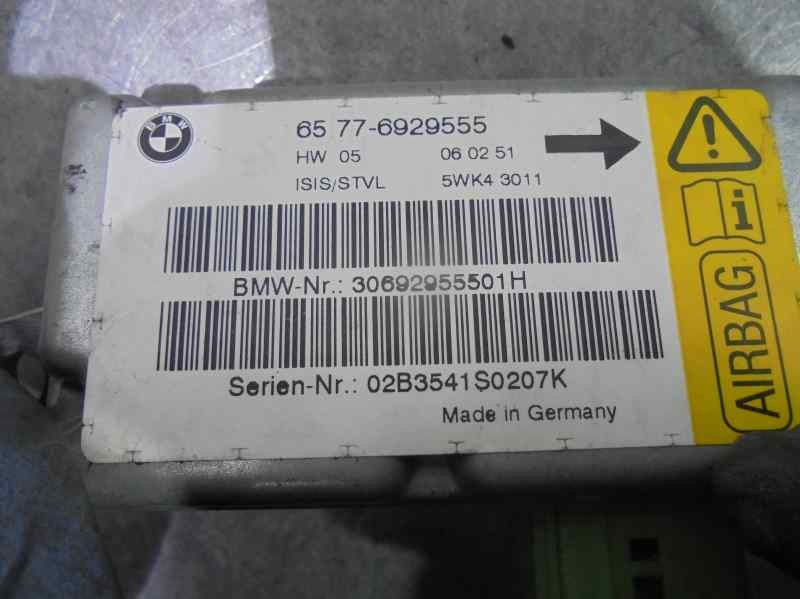 BMW
65 77-6929555
HW 05 06 02 51
ISIS/STVL 5WK4 3011
BMW-Nr.: 30692955501H
Serien-Nr.: 02B3541S0207K
Made in Germany
! i
AIRBAG